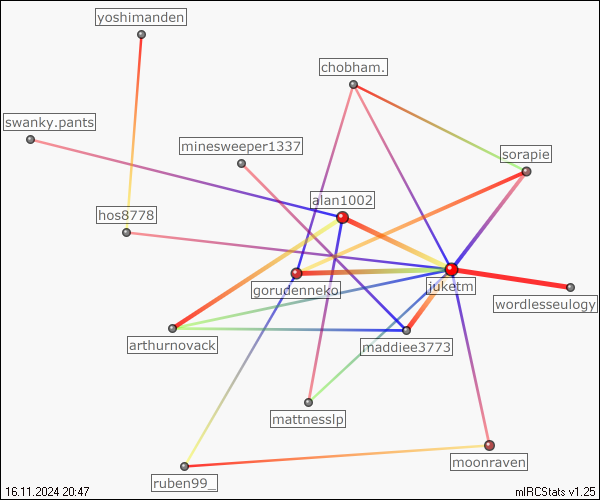 yoshimanden
chobham.
swanky.pants
minesweeper1337
sorapie
alan1002
hos8778
gorudenneko
juketm
wordlesseulogy
arthurnovack
maddiee3773
mattnesslp
moonraven
ruben99_
16.11.2024 20:47
mIRCStats v1.25